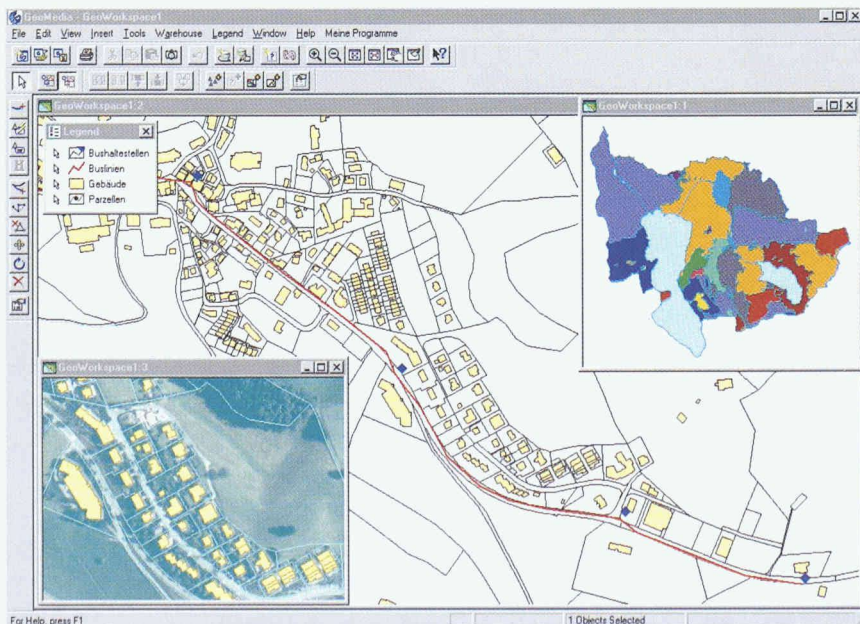 GeoMedia - GeoWorkspace1
File Edit View Insert Tools Warehouse Legend Window Help Meine Programme
GeoWorkspace1:2
Legend
Bushaltestellen
Buslinien
Gebäude
Parzellen
GeoWorkspace1:1
GeoWorkspace1:3
For Help, press F1
1 Objects Selected